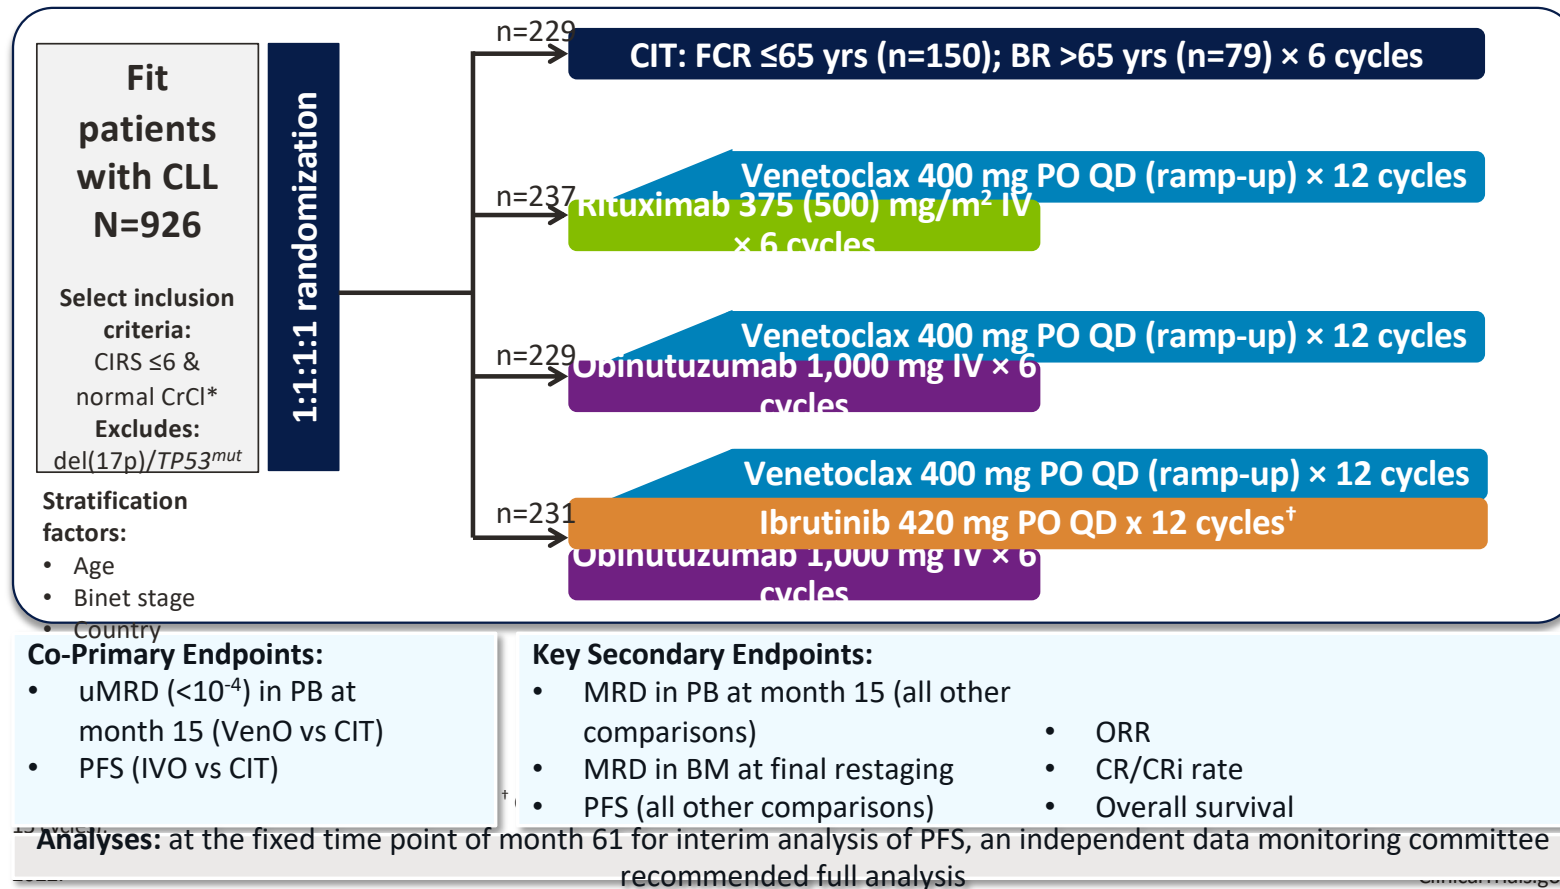 Fit
patients
with CLL
N=926
Select inclusion
criteria:
CIRS ≤6 &
normal CrCl*
Excludes:
del(17p)/TP53mut
Stratification
factors:
• Age
• Binet stage
• Country
1:1:1:1 randomization
n=229
CIT: FCR ≤65 yrs (n=150); BR >65 yrs (n=79) × 6 cycles
n=237
Venetoclax 400 mg PO QD (ramp-up) × 12 cycles
Rituximab 375 (500) mg/m² IV
× 6 cycles
n=229
Venetoclax 400 mg PO QD (ramp-up) × 12 cycles
Obinutuzumab 1,000 mg IV × 6
cycles
n=231
Venetoclax 400 mg PO QD (ramp-up) × 12 cycles
Ibrutinib 420 mg PO QD x 12 cycles†
Obinutuzumab 1,000 mg IV × 6
cycles
Co-Primary Endpoints:
• uMRD (<10⁻⁴) in PB at
month 15 (VenO vs CIT)
• PFS (IVO vs CIT)
Key Secondary Endpoints:
• MRD in PB at month 15 (all other
comparisons)
• MRD in BM at final restaging
• PFS (all other comparisons)
• ORR
• CR/CRi rate
• Overall survival
†
Analyses: at the fixed time point of month 61 for interim analysis of PFS, an independent data monitoring committee
recommended full analysis